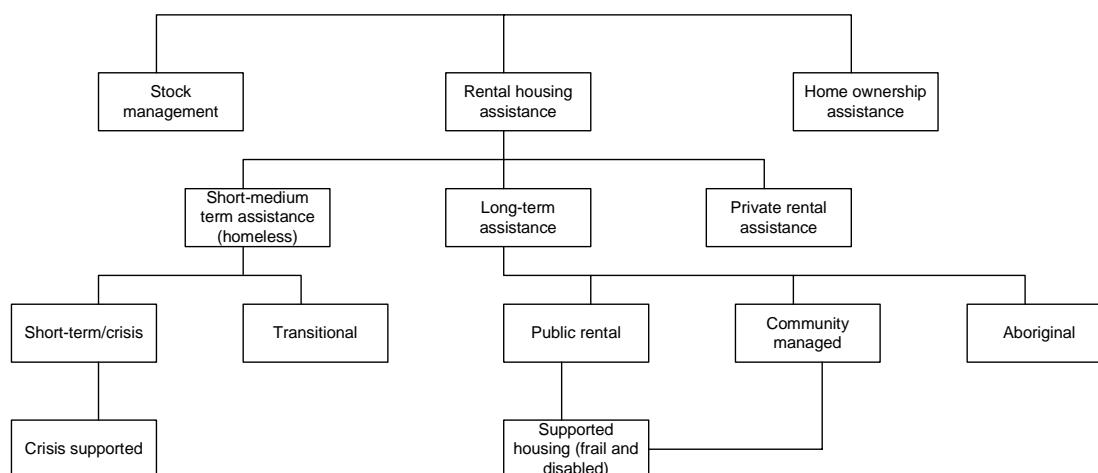 Stock
management
Rental housing
assistance
Home ownership
assistance
Short-medium
term assistance
(homeless)
Long-term
assistance
Private rental
assistance
Short-term/crisis
Transitional
Public rental
Community
managed
Aboriginal
Crisis supported
Supported
housing (frail and
disabled)